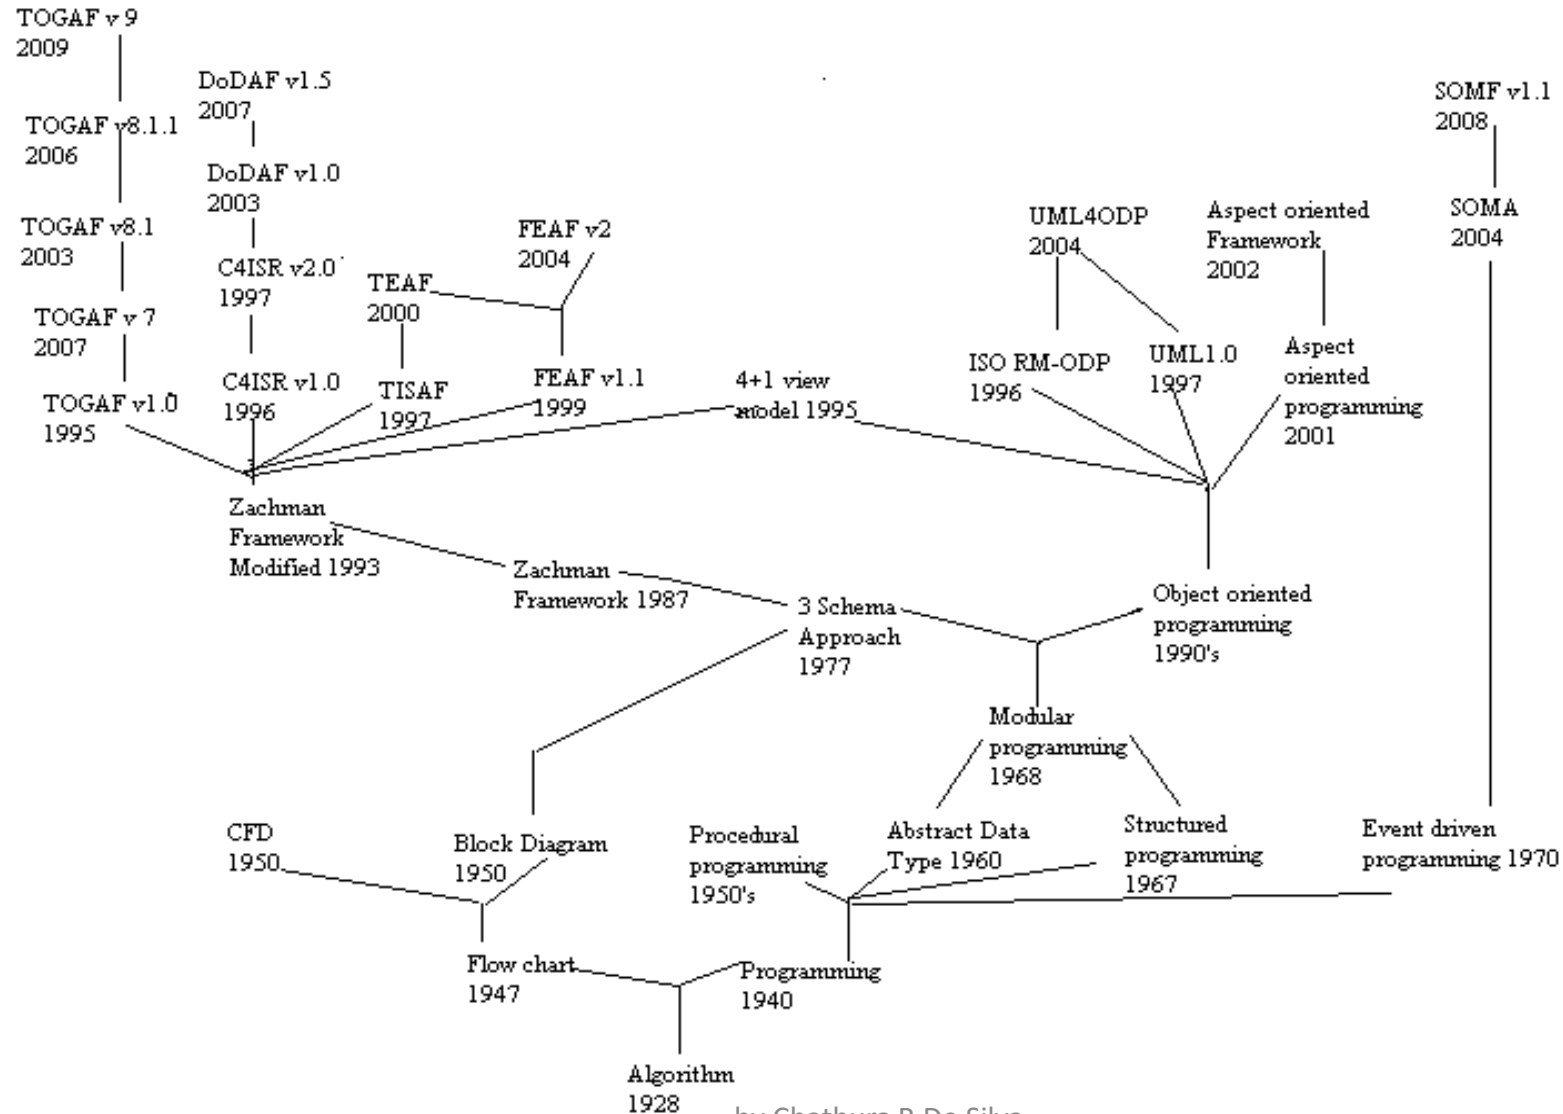 TOGAF v 9
2009
DoDAF v1.5
2007
SOMF v1.1
2008
TOGAF v8.1.1
2006
DoDAF v1.0
2003
UML4ODP
2004
Aspect oriented
Framework
2002
SOMA
2004
TOGAF v8.1
2003
FEAF v2
2004
C4ISR v2.0
1997
TEAF
2000
TOGAF v 7
2007
ISO RM-ODP
1996
UML1.0
1997
Aspect
oriented
programming
2001
C4ISR v1.0
1996
TISAF
1997
FEAF v1.1
1999
4+1 view
model 1995
TOGAF v1.0
1995
Zachman
Framework
Modified 1993
Zachman
Framework 1987
3 Schema
Approach
1977
Object oriented
programming
1990's
Modular
programming
1968
CFD
1950
Block Diagram
1950
Procedural
programming
1950's
Abstract Data
Type 1960
Structured
programming
1967
Event driven
programming 1970
Flow chart
1947
Programming
1940
Algorithm
1928
by Chathura R De Silva